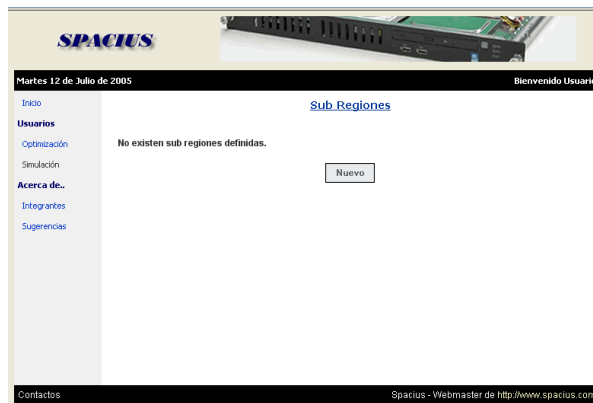 SPACIUS
Martes 12 de Julio de 2005
Bienvenido Usuario
Inicio
Usuarios
Optimización
Simulación
Acerca de..
Integrantes
Sugerencias
Sub Regiones
No existen sub regiones definidas.
Nuevo
Contactos
Spacius - Webmaster de http://www.spacius.com